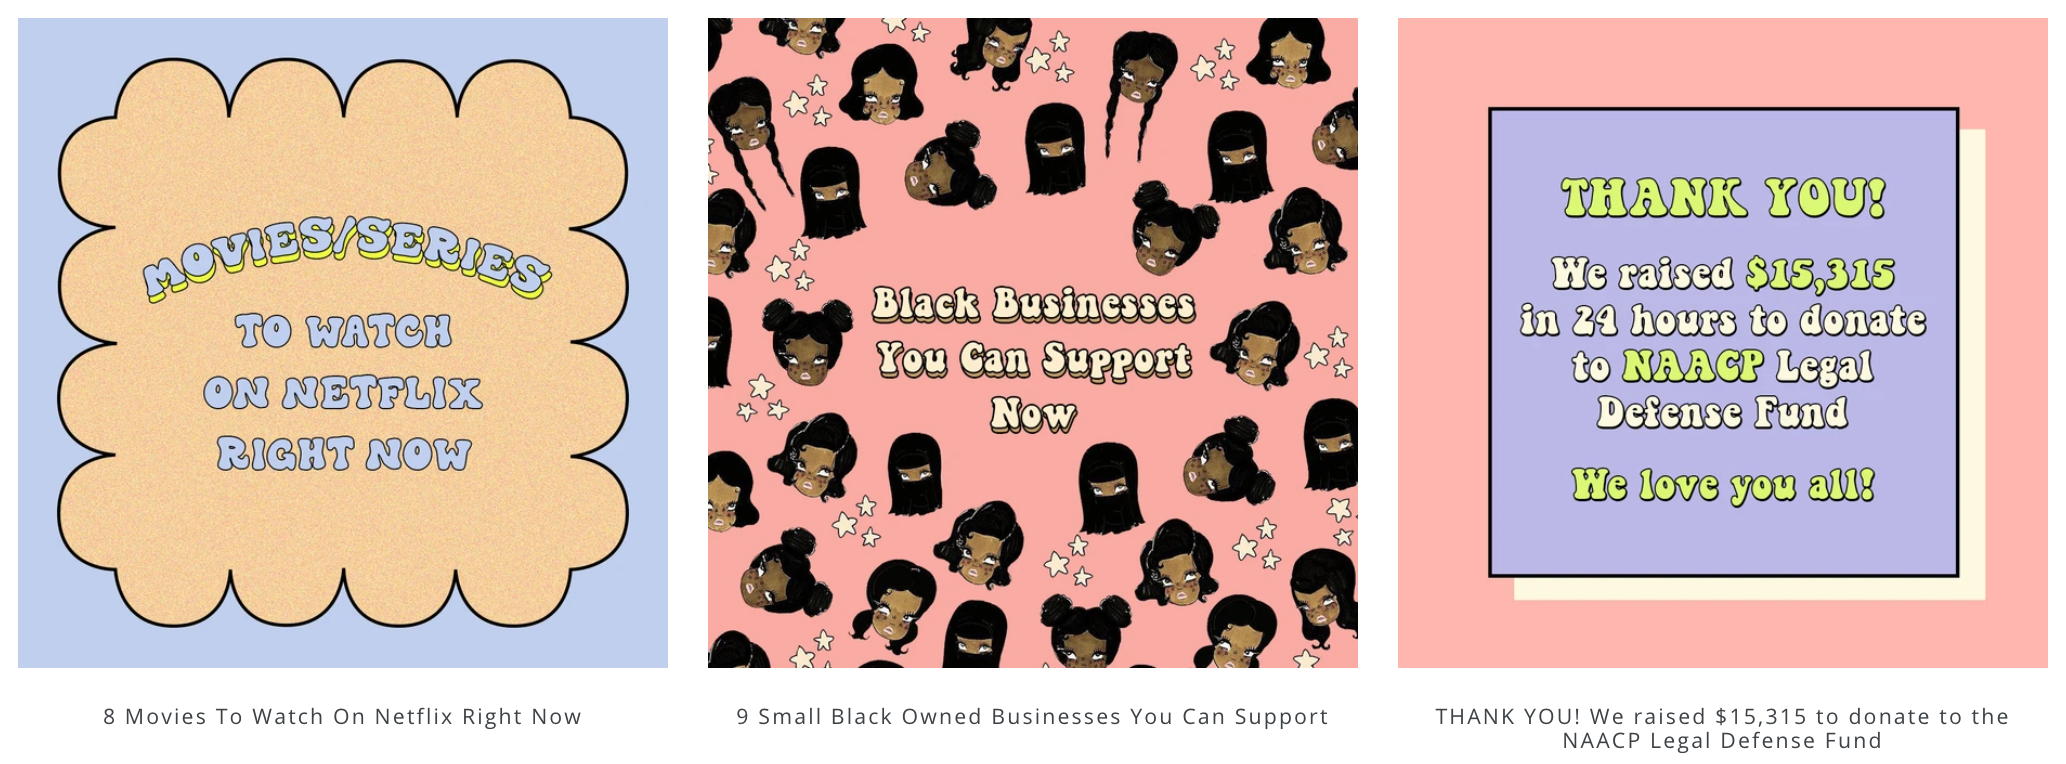 MOVIES/SERIES
TO WATCH
ON NETFLIX
RIGHT NOW
8 Movies To Watch On Netflix Right Now
Black Businesses
You Can Support
Now
9 Small Black Owned Businesses You Can Support
THANK YOU!
We raised $15,315
in 24 hours to donate
to NAACP Legal
Defense Fund
We love you all!
THANK YOU! We raised $15,315 to donate to the
NAACP Legal Defense Fund